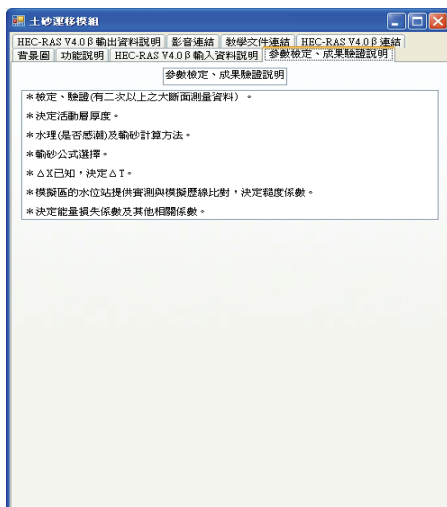 土砂運移模組
HEC-RAS V4.0β輸出資料說明 影音連結 教學文件連結 HEC-RAS V4.0β連結
背景圖 功能說明 HEC-RAS V4.0β輸入資料說明 參數檢定、成果驗證說明
參數檢定、成果驗證說明
*檢定、驗證(有二次以上之大斷面測量資料)。
*決定活動層厚度。
*水理(是否感潮)及輸砂計算方法。
*輸砂公式選擇。
*△X已知,決定△T。
*模擬區的水位站提供實測與模擬歷線比對,決定糙度係數。
*決定能量損失係數及其他相關係數。